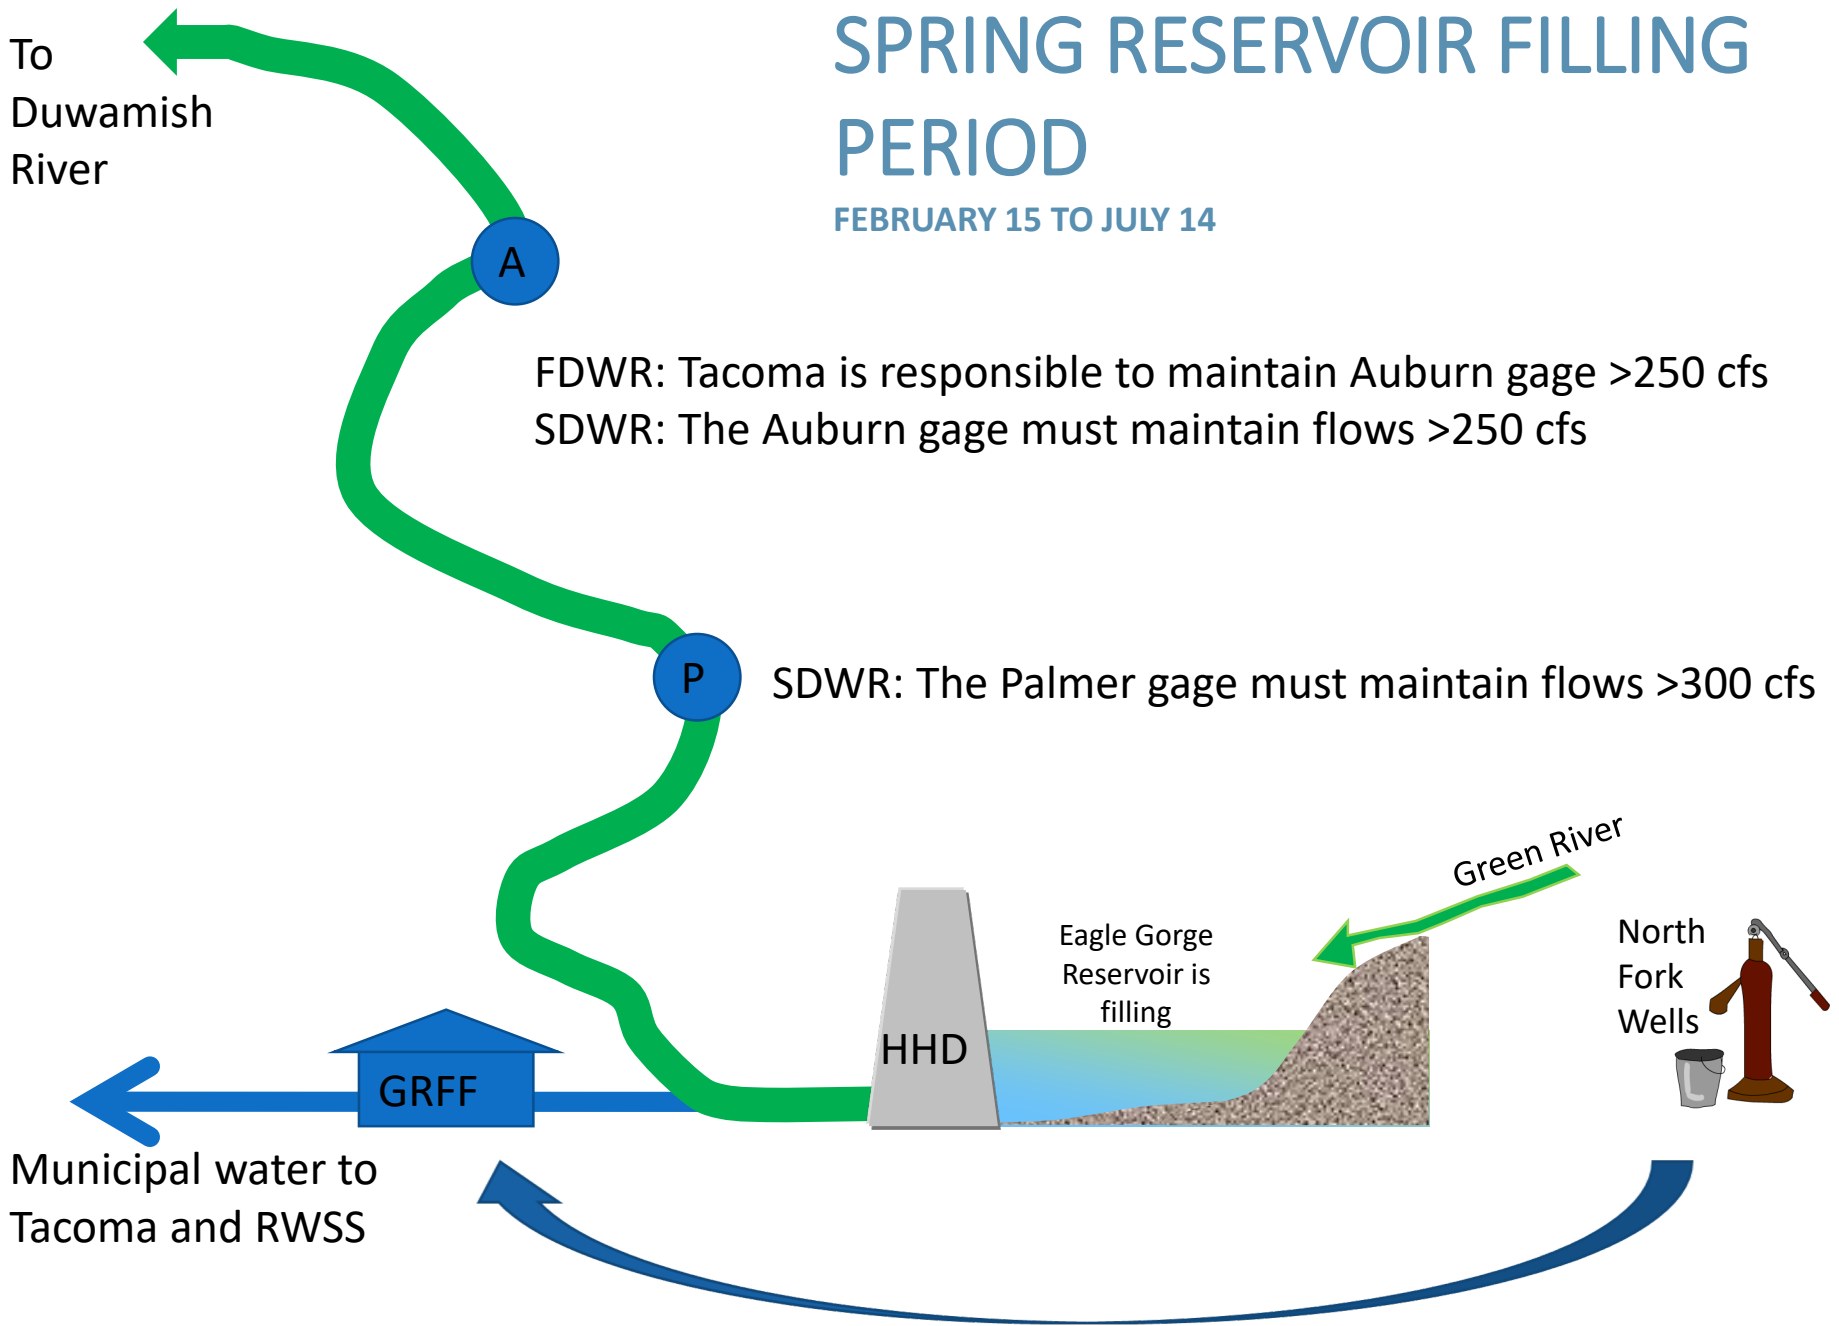 SPRING RESERVOIR FILLING
PERIOD
FEBRUARY 15 TO JULY 14
To
Duwamish
River
A
FDWR: Tacoma is responsible to maintain Auburn gage >250 cfs
SDWR: The Auburn gage must maintain flows >250 cfs
P
SDWR: The Palmer gage must maintain flows >300 cfs
Green River
Eagle Gorge
Reservoir is
filling
North
Fork
Wells
HHD
GRFF
Municipal water to
Tacoma and RWSS